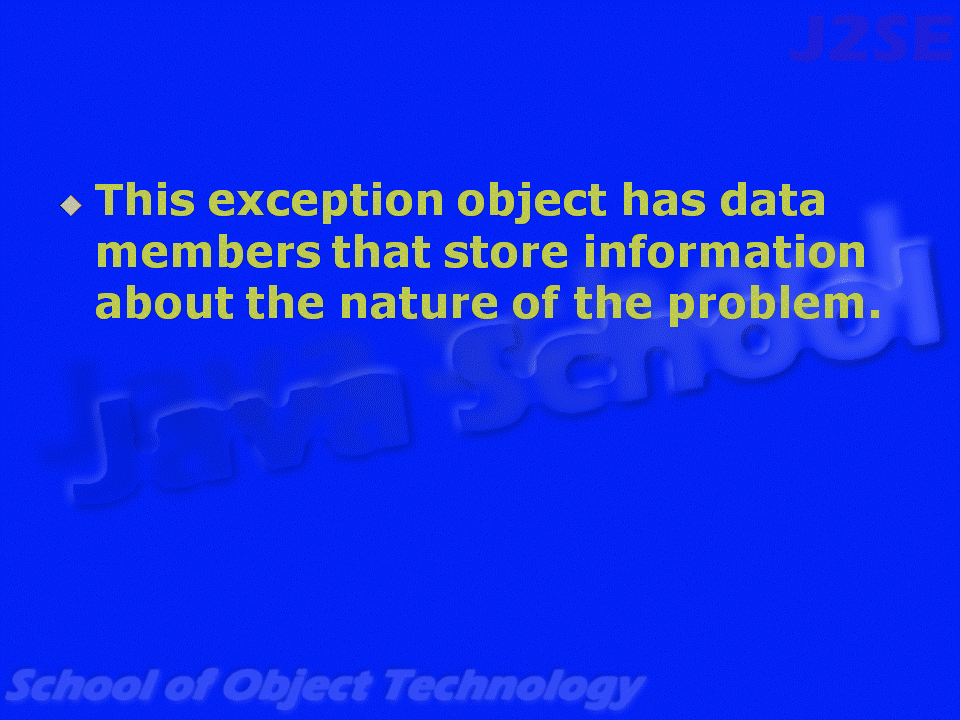 J2SE
This exception object has data
members that store information
about the nature of the problem.
Java School
School of Object Technology